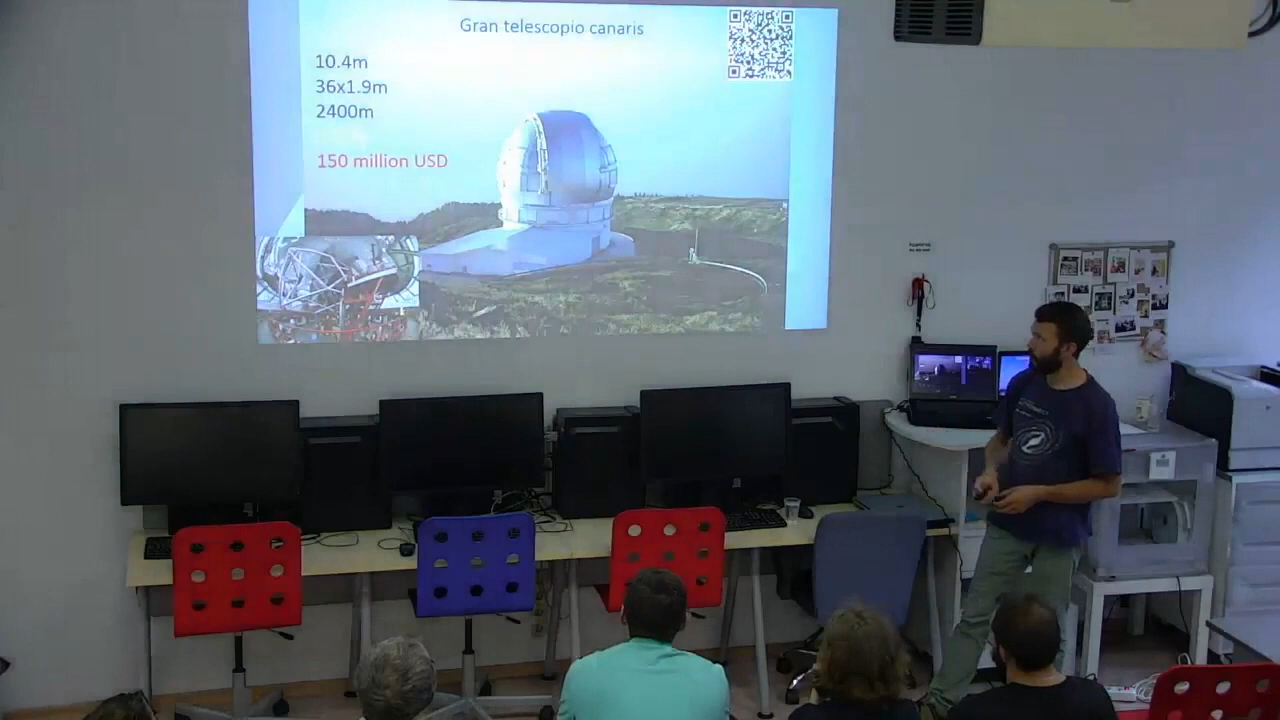 Gran telescopio canaris
10.4m
36x1.9m
2400m
150 million USD